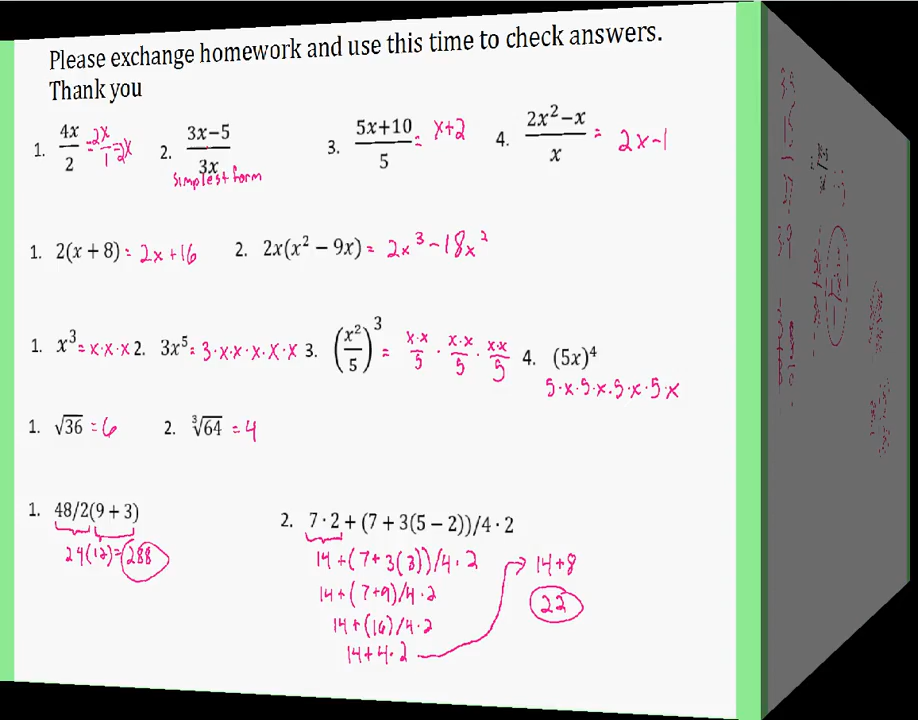 Please exchange homework and use this time to check answers.
Thank you
1. 4x/2 = 2x/1 = 2x 2. (3x−5)/3x 3. (5x+10)/5 = x+2 4. (2x²−x)/x = 2x−1
simplest form
1. 2(x + 8) = 2x+16 2. 2x(x² − 9x) = 2x³ − 18x²
1. x³ = x·x·x 2. 3x⁵ = 3·x·x·x·x·x 3. (x²/5)³ = x·x/5 · x·x/5 · x·x/5 4. (5x)⁴
5·x·5·x·5·x·5·x
1. √36 = 6 2. ∛64 = 4
1. 48/2(9 + 3) 2. 7 · 2 + (7 + 3(5 − 2))/4 · 2
24(12)= 288 14+(7+3(3))/4·2 14+8
14+(7+9)/4·2 22
14+(16)/4·2
14+4·2